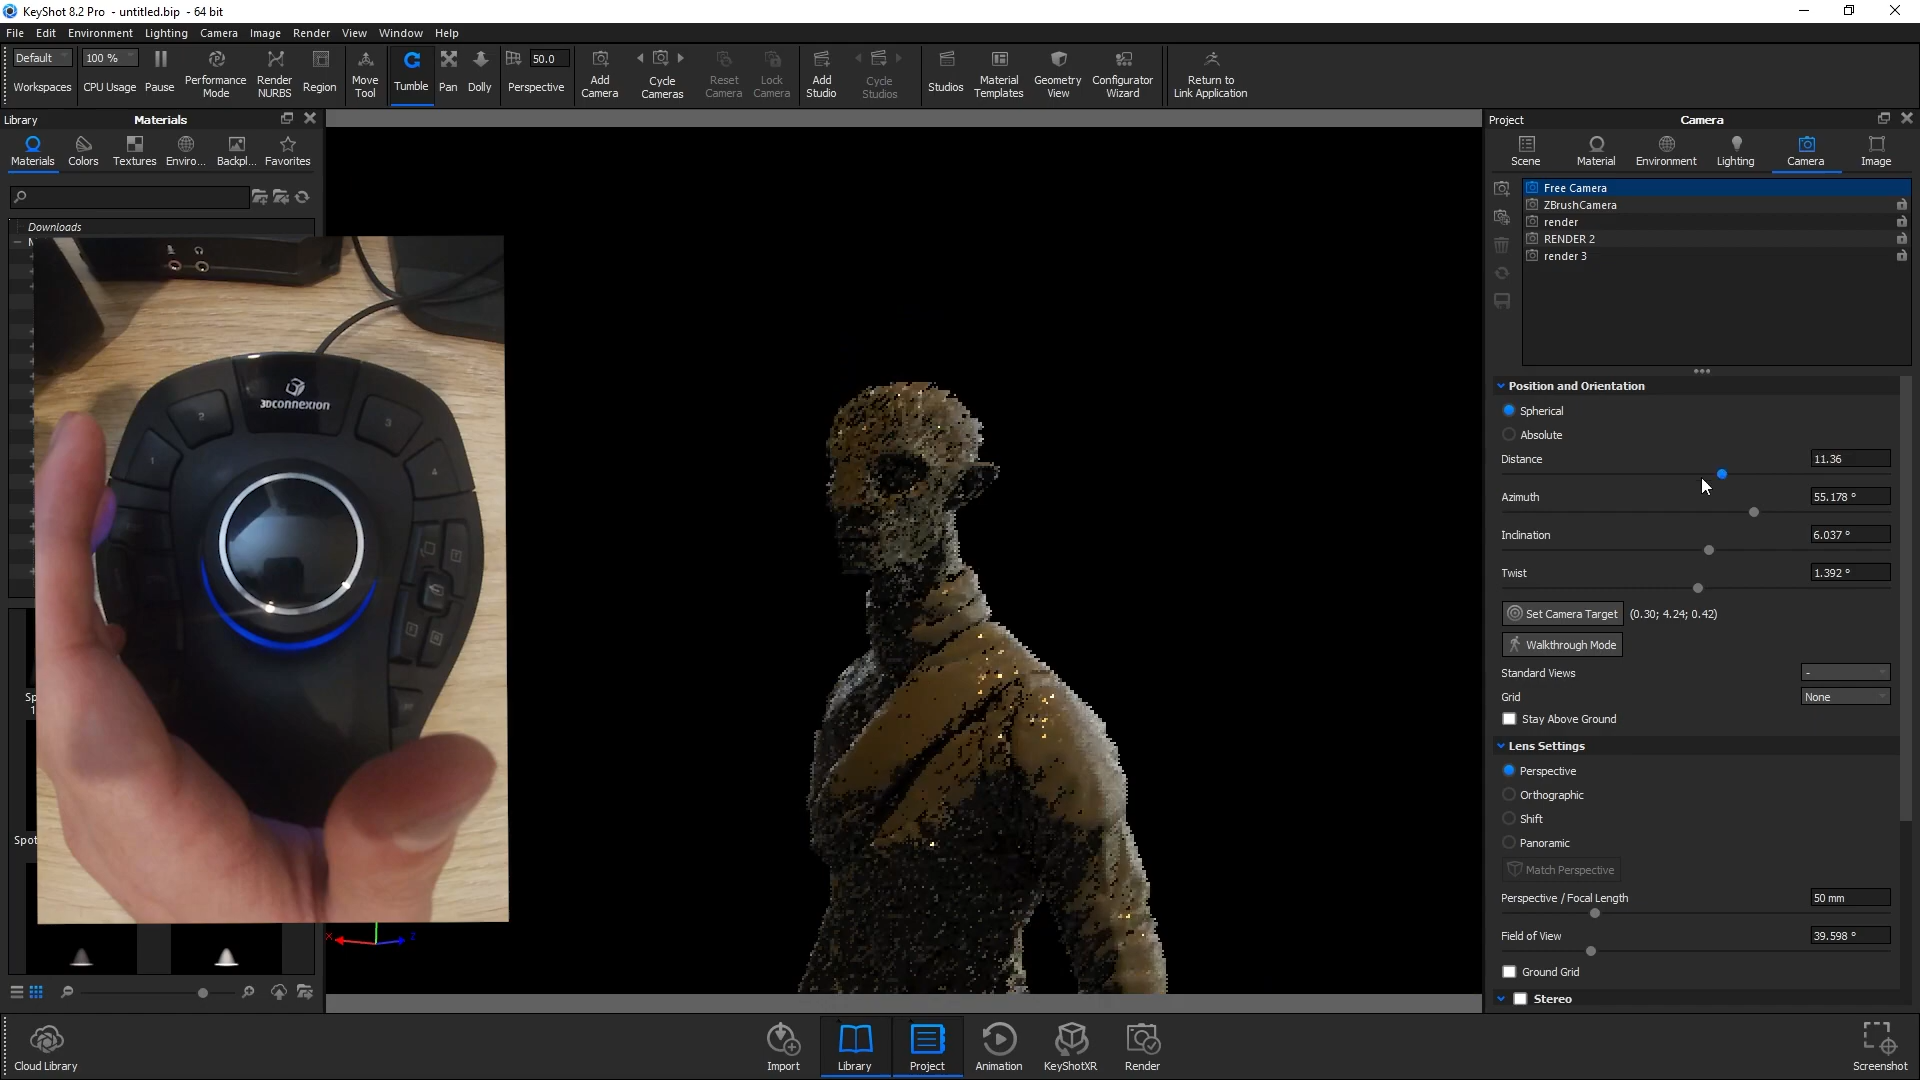 KeyShot 8.2 Pro - untitled.bip - 64 bit
File Edit Environment Lighting Camera Image Render View Window Help
Default 100 % 50.0
Workspaces CPU Usage Pause Performance Mode Render NURBS Region Move Tool Tumble Pan Dolly Perspective Add Camera Cycle Cameras Reset Camera Lock Camera Add Studio Cycle Studios Studios Material Templates Geometry View Configurator Wizard Return to Link Application
Library Materials
Materials Colors Textures Enviro... Backpl... Favorites
Downloads
1
2
3DCONNEXION
3
4
Sp
1
Spot
X Z
Project Camera
Scene Material Environment Lighting Camera Image
Free Camera
ZBrushCamera
render
RENDER 2
render 3
Position and Orientation
Spherical
Absolute
Distance 11.36
Azimuth 55.178 °
Inclination 6.037 °
Twist 1.392 °
Set Camera Target (0.30; 4.24; 0.42)
Walkthrough Mode
Standard Views -
Grid None
Stay Above Ground
Lens Settings
Perspective
Orthographic
Shift
Panoramic
Match Perspective
Perspective / Focal Length 50 mm
Field of View 39.598 °
Ground Grid
Stereo
Cloud Library Import Library Project Animation KeyShotXR Render Screenshot